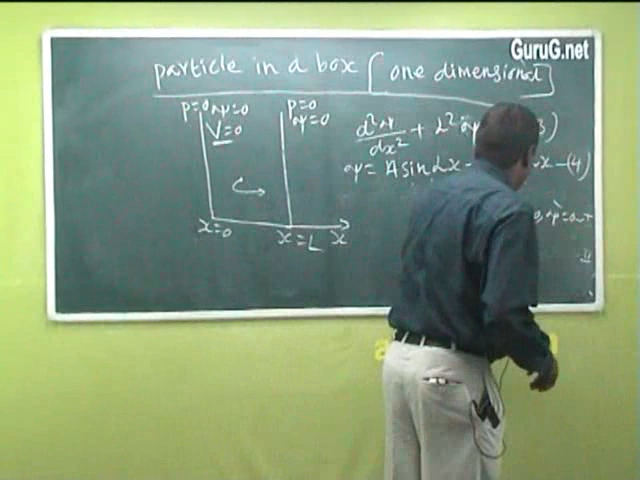 GuruG.net
particle in a box (one dimensional)
p=0 ψ=0
V=0
p=0
ψ=0
x=0
x=L
x
d²ψ/dx² + α²ψ 3)
ψ = A sin αx - x - (4)